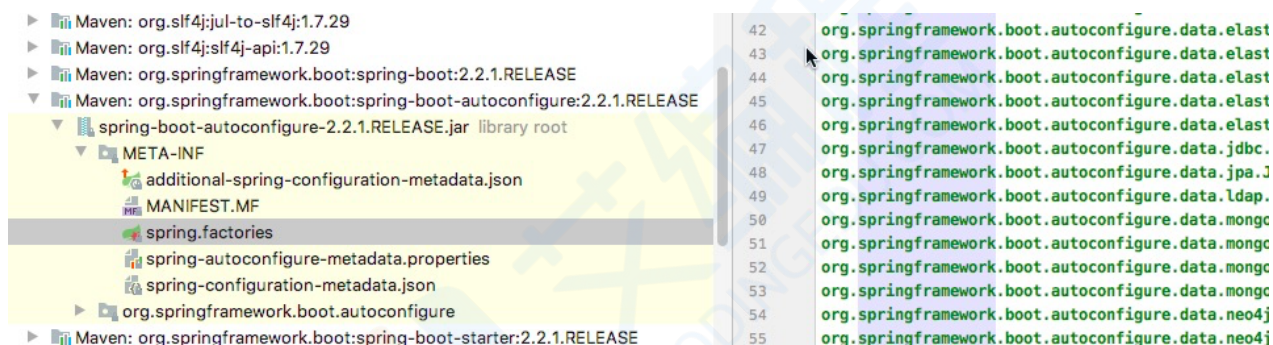 Maven: org.slf4j:jul-to-slf4j:1.7.29
Maven: org.slf4j:slf4j-api:1.7.29
Maven: org.springframework.boot:spring-boot:2.2.1.RELEASE
Maven: org.springframework.boot:spring-boot-autoconfigure:2.2.1.RELEASE
spring-boot-autoconfigure-2.2.1.RELEASE.jar library root
META-INF
additional-spring-configuration-metadata.json
MANIFEST.MF
spring.factories
spring-autoconfigure-metadata.properties
spring-configuration-metadata.json
org.springframework.boot.autoconfigure
Maven: org.springframework.boot:spring-boot-starter:2.2.1.RELEASE
42 org.springframework.boot.autoconfigure.data.elast
43 org.springframework.boot.autoconfigure.data.elast
44 org.springframework.boot.autoconfigure.data.elast
45 org.springframework.boot.autoconfigure.data.elast
46 org.springframework.boot.autoconfigure.data.elast
47 org.springframework.boot.autoconfigure.data.jdbc.
48 org.springframework.boot.autoconfigure.data.jpa.J
49 org.springframework.boot.autoconfigure.data.ldap.
50 org.springframework.boot.autoconfigure.data.mongo
51 org.springframework.boot.autoconfigure.data.mongo
52 org.springframework.boot.autoconfigure.data.mongo
53 org.springframework.boot.autoconfigure.data.mongo
54 org.springframework.boot.autoconfigure.data.neo4j
55 org.springframework.boot.autoconfigure.data.neo4j